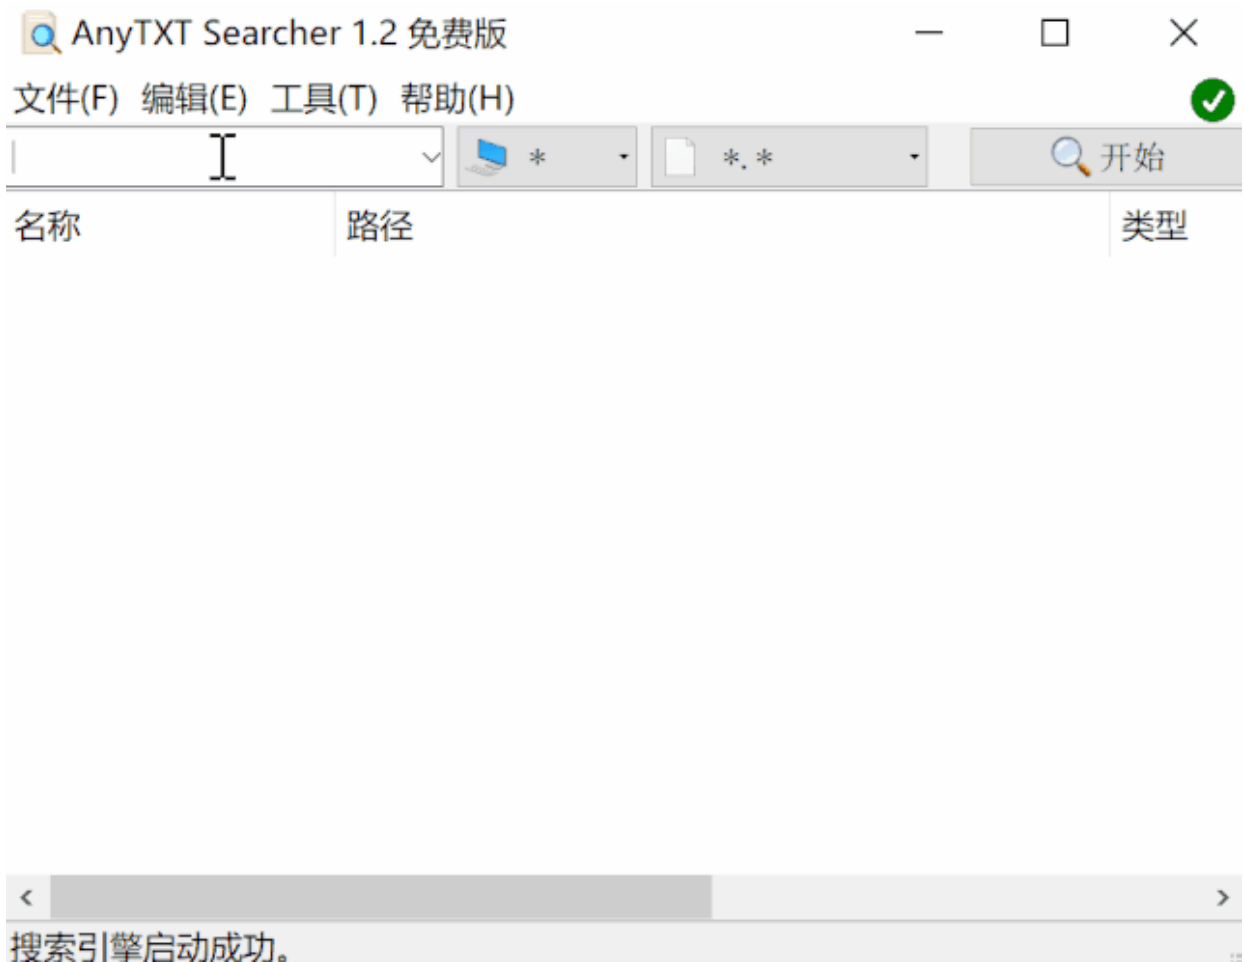 AnyTXT Searcher 1.2 免费版
文件(F) 编辑(E) 工具(T) 帮助(H)
* *.* 开始
名称 路径 类型
搜索引擎启动成功。